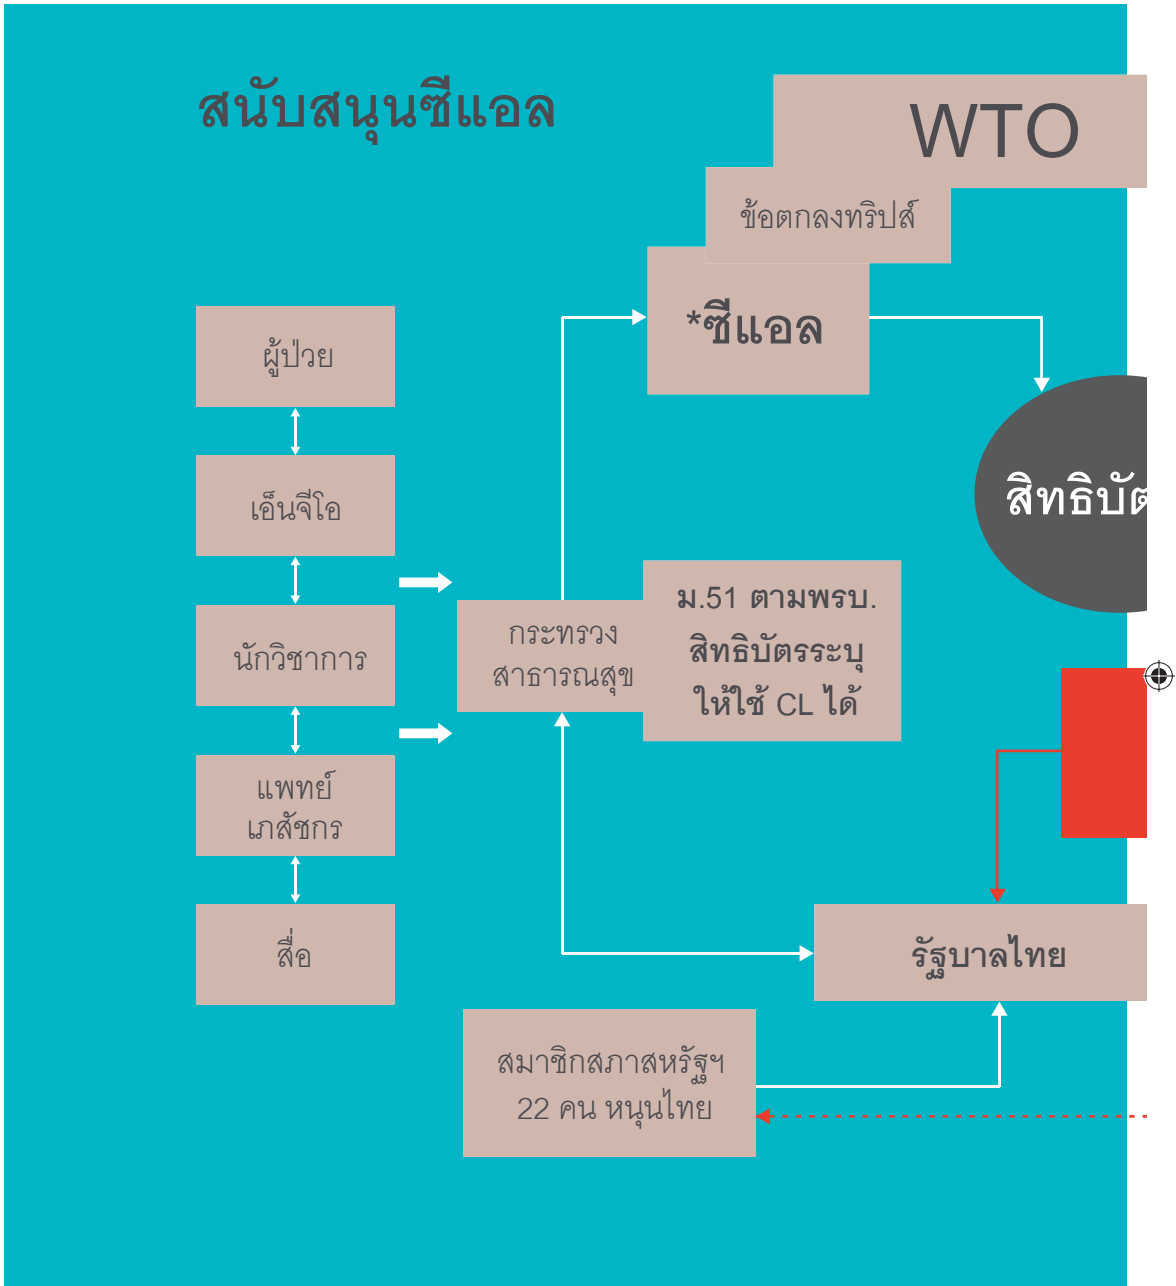 สนับสนุนซีแอล
WTO
ข้อตกลงทริปส์
*ซีแอล
ผู้ป่วย
เอ็นจีโอ
นักวิชาการ
แพทย์
เภสัชกร
สื่อ
กระทรวง
สาธารณสุข
ม.51 ตามพรบ.
สิทธิบัตรระบุ
ให้ใช้ CL ได้
สิทธิบัต
รัฐบาลไทย
สมาชิกสภาสหรัฐฯ
22 คน หนุนไทย